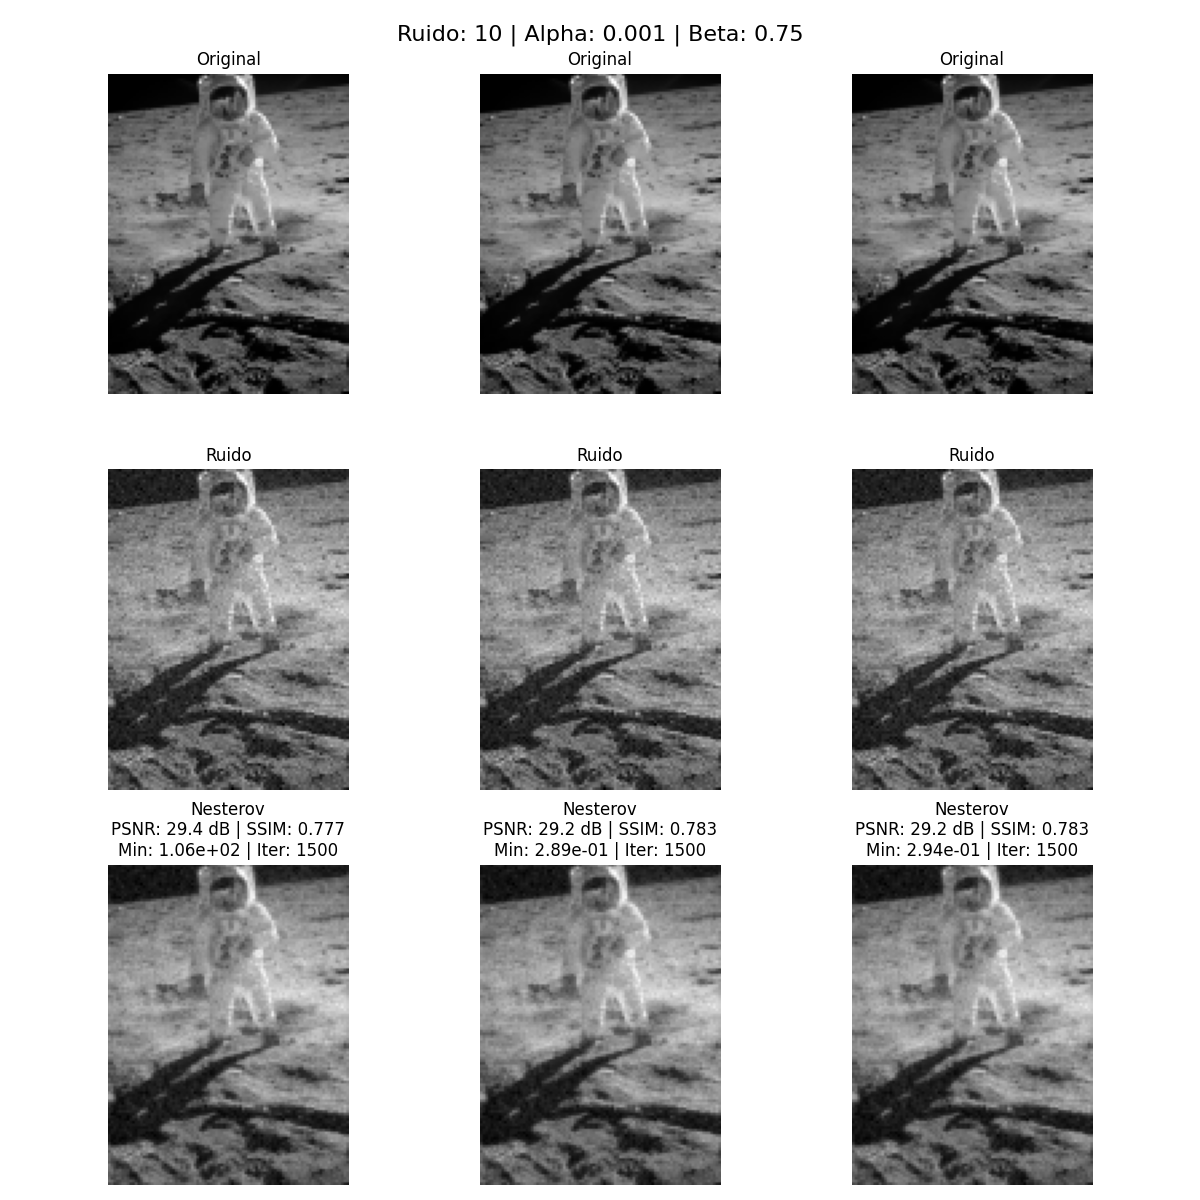 Ruido: 10 | Alpha: 0.001 | Beta: 0.75
Original
Original
Original
Ruido
Ruido
Ruido
Nesterov
PSNR: 29.4 dB | SSIM: 0.777
Min: 1.06e+02 | Iter: 1500
Nesterov
PSNR: 29.2 dB | SSIM: 0.783
Min: 2.89e-01 | Iter: 1500
Nesterov
PSNR: 29.2 dB | SSIM: 0.783
Min: 2.94e-01 | Iter: 1500